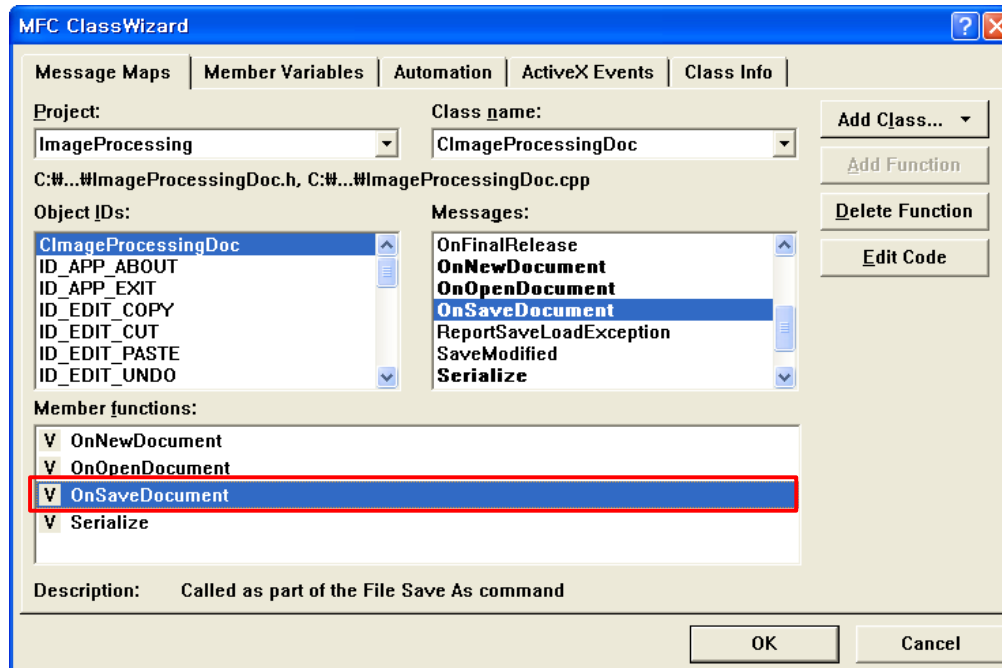 MFC ClassWizard
Message Maps Member Variables Automation ActiveX Events Class Info
Project: Class name:
ImageProcessing CImageProcessingDoc
Add Class...
Add Function
C:₩...₩ImageProcessingDoc.h, C:₩...₩ImageProcessingDoc.cpp
Delete Function
Edit Code
Object IDs:
CImageProcessingDoc
ID_APP_ABOUT
ID_APP_EXIT
ID_EDIT_COPY
ID_EDIT_CUT
ID_EDIT_PASTE
ID_EDIT_UNDO
Messages:
OnFinalRelease
OnNewDocument
OnOpenDocument
OnSaveDocument
ReportSaveLoadException
SaveModified
Serialize
Member functions:
V OnNewDocument
V OnOpenDocument
V OnSaveDocument
V Serialize
Description: Called as part of the File Save As command
OK Cancel